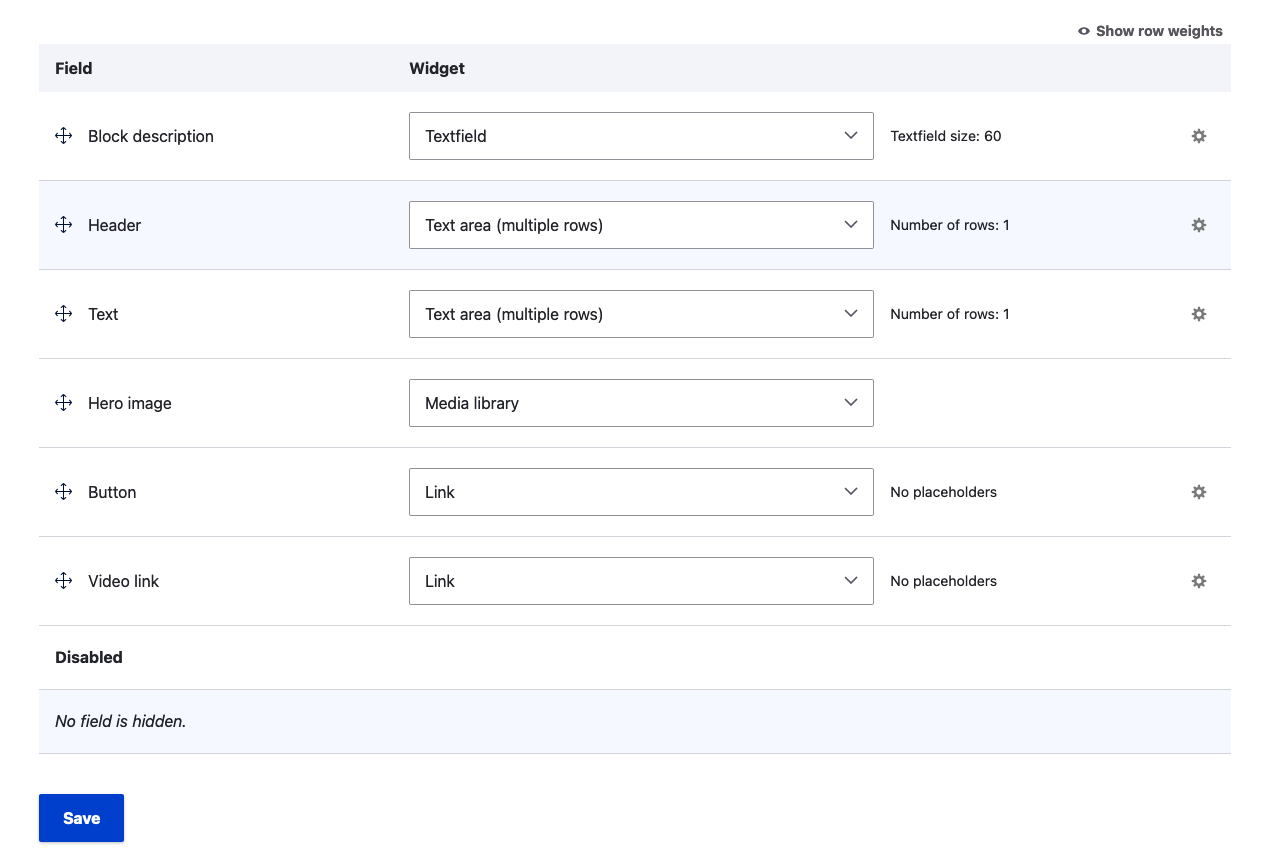 Show row weights
Field Widget
Block description Textfield Textfield size: 60
Header Text area (multiple rows) Number of rows: 1
Text Text area (multiple rows) Number of rows: 1
Hero image Media library
Button Link No placeholders
Video link Link No placeholders
Disabled
No field is hidden.
Save